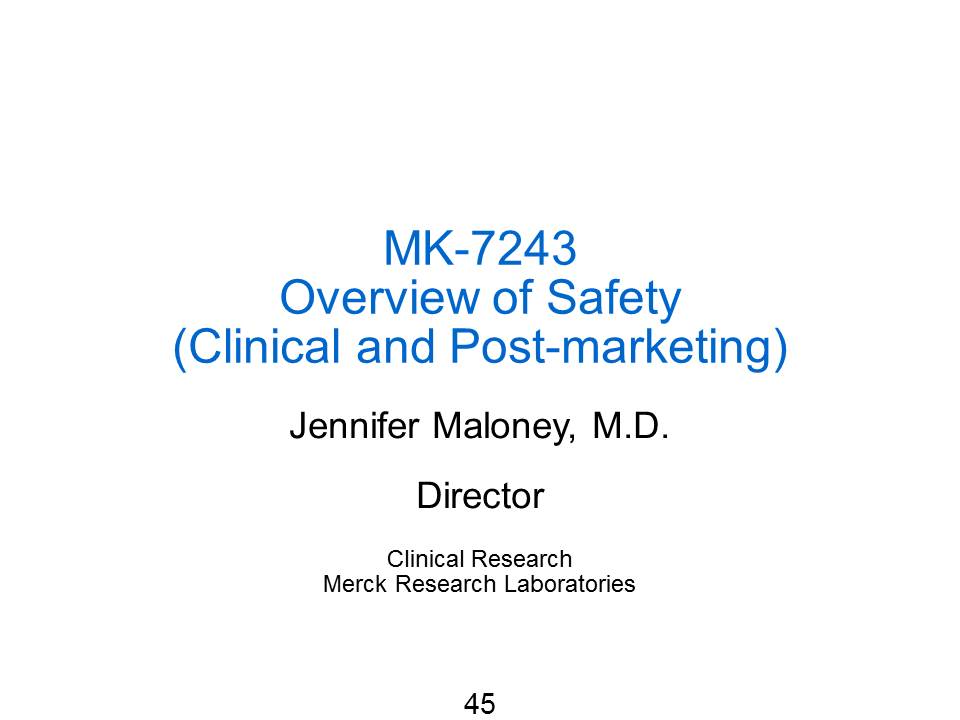 MK-7243
Overview of Safety
(Clinical and Post-marketing)
Jennifer Maloney, M.D.
Director
Clinical Research
Merck Research Laboratories
45